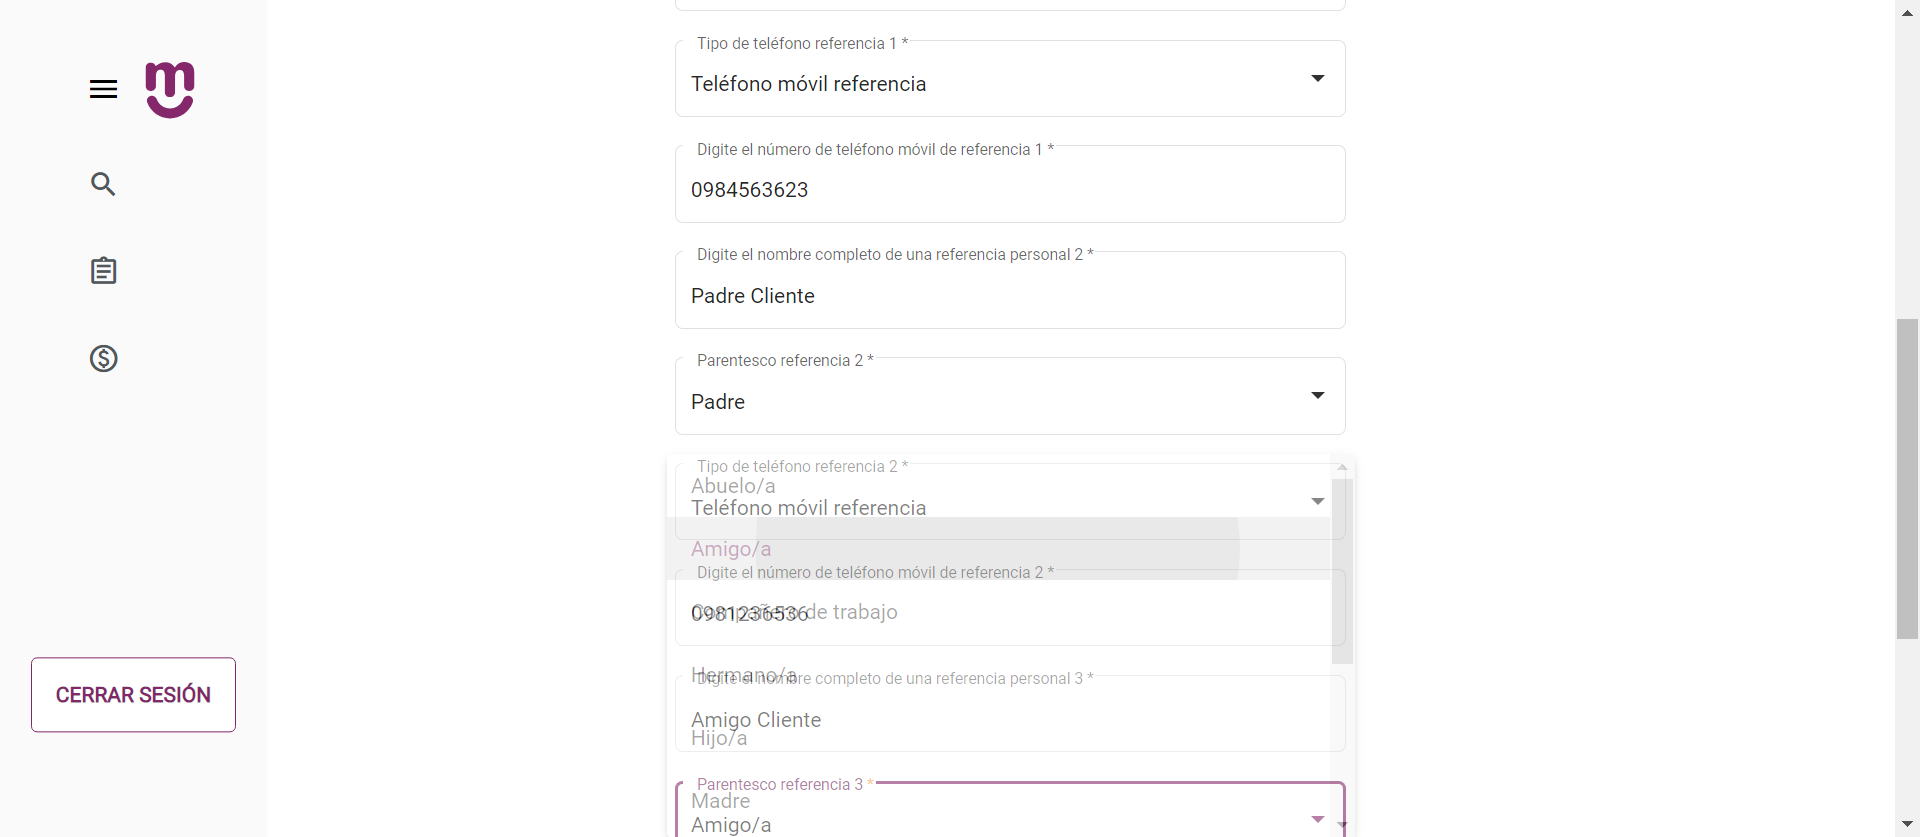 Tipo de teléfono referencia 1 *
Teléfono móvil referencia
Digite el número de teléfono móvil de referencia 1 *
0984563623
Digite el nombre completo de una referencia personal 2 *
Padre Cliente
Parentesco referencia 2 *
Padre
Tipo de teléfono referencia 2 *
Abuelo/a
Teléfono móvil referencia
Amigo/a
Digite el número de teléfono móvil de referencia 2 *
Compañero de trabajo
0981236536
Hermano/a
Digite el nombre completo de una referencia personal 3 *
Amigo Cliente
Hijo/a
Parentesco referencia 3 *
Madre
Amigo/a
CERRAR SESIÓN